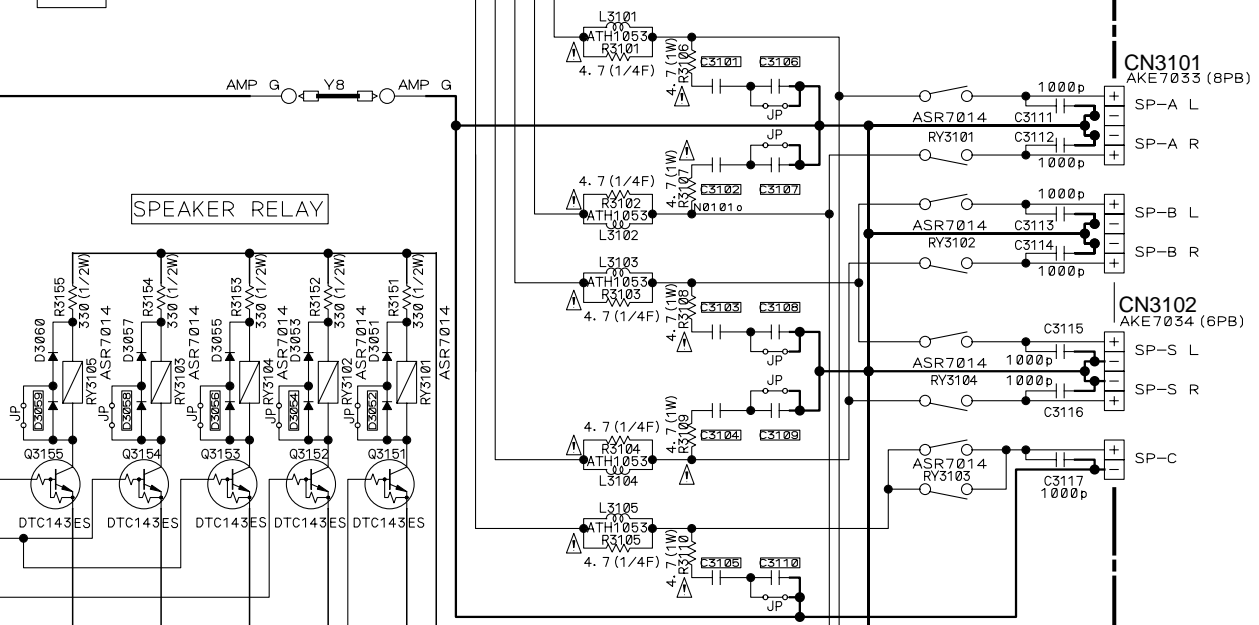 L3101
ATH1053
R3101
4.7(1/4F)
4.7(1W)
R3106
C3101
C3106
JP
CN3101
AKE7033(8PB)
AMP G
Y8
AMP G
1000p
+
SP-A L
−
ASR7014
C3111
RY3101
C3112
−
SP-A R
1000p
+
JP
4.7(1W)
R3107
C3102
C3107
N0101o
4.7(1/4F)
R3102
ATH1053
L3102
SPEAKER RELAY
1000p
+
SP-B L
−
ASR7014
C3113
RY3102
C3114
−
SP-B R
1000p
+
L3103
ATH1053
R3103
4.7(1/4F)
4.7(1W)
R3108
C3103
C3108
JP
CN3102
AKE7034(6PB)
C3115
+
SP-S L
1000p
−
ASR7014
RY3104
1000p
−
SP-S R
C3116
+
JP
4.7(1W)
R3109
C3104
C3109
4.7(1/4F)
R3104
ATH1053
L3104
ASR7014
RY3103
C3117
1000p
+
SP-C
−
L3105
ATH1053
R3105
4.7(1/4F)
4.7(1W)
R3110
C3105
C3110
JP
R3155
330(1/2W)
D3060
RY3105
ASR7014
JP
D3059
Q3155
DTC143ES
R3154
330(1/2W)
D3057
RY3103
ASR7014
JP
D3058
Q3154
DTC143ES
R3153
330(1/2W)
D3055
RY3104
ASR7014
JP
D3056
Q3153
DTC143ES
R3152
330(1/2W)
D3053
RY3102
ASR7014
JP
D3054
Q3152
DTC143ES
R3151
330(1/2W)
D3051
RY3101
ASR7014
JP
D3052
Q3151
DTC143ES